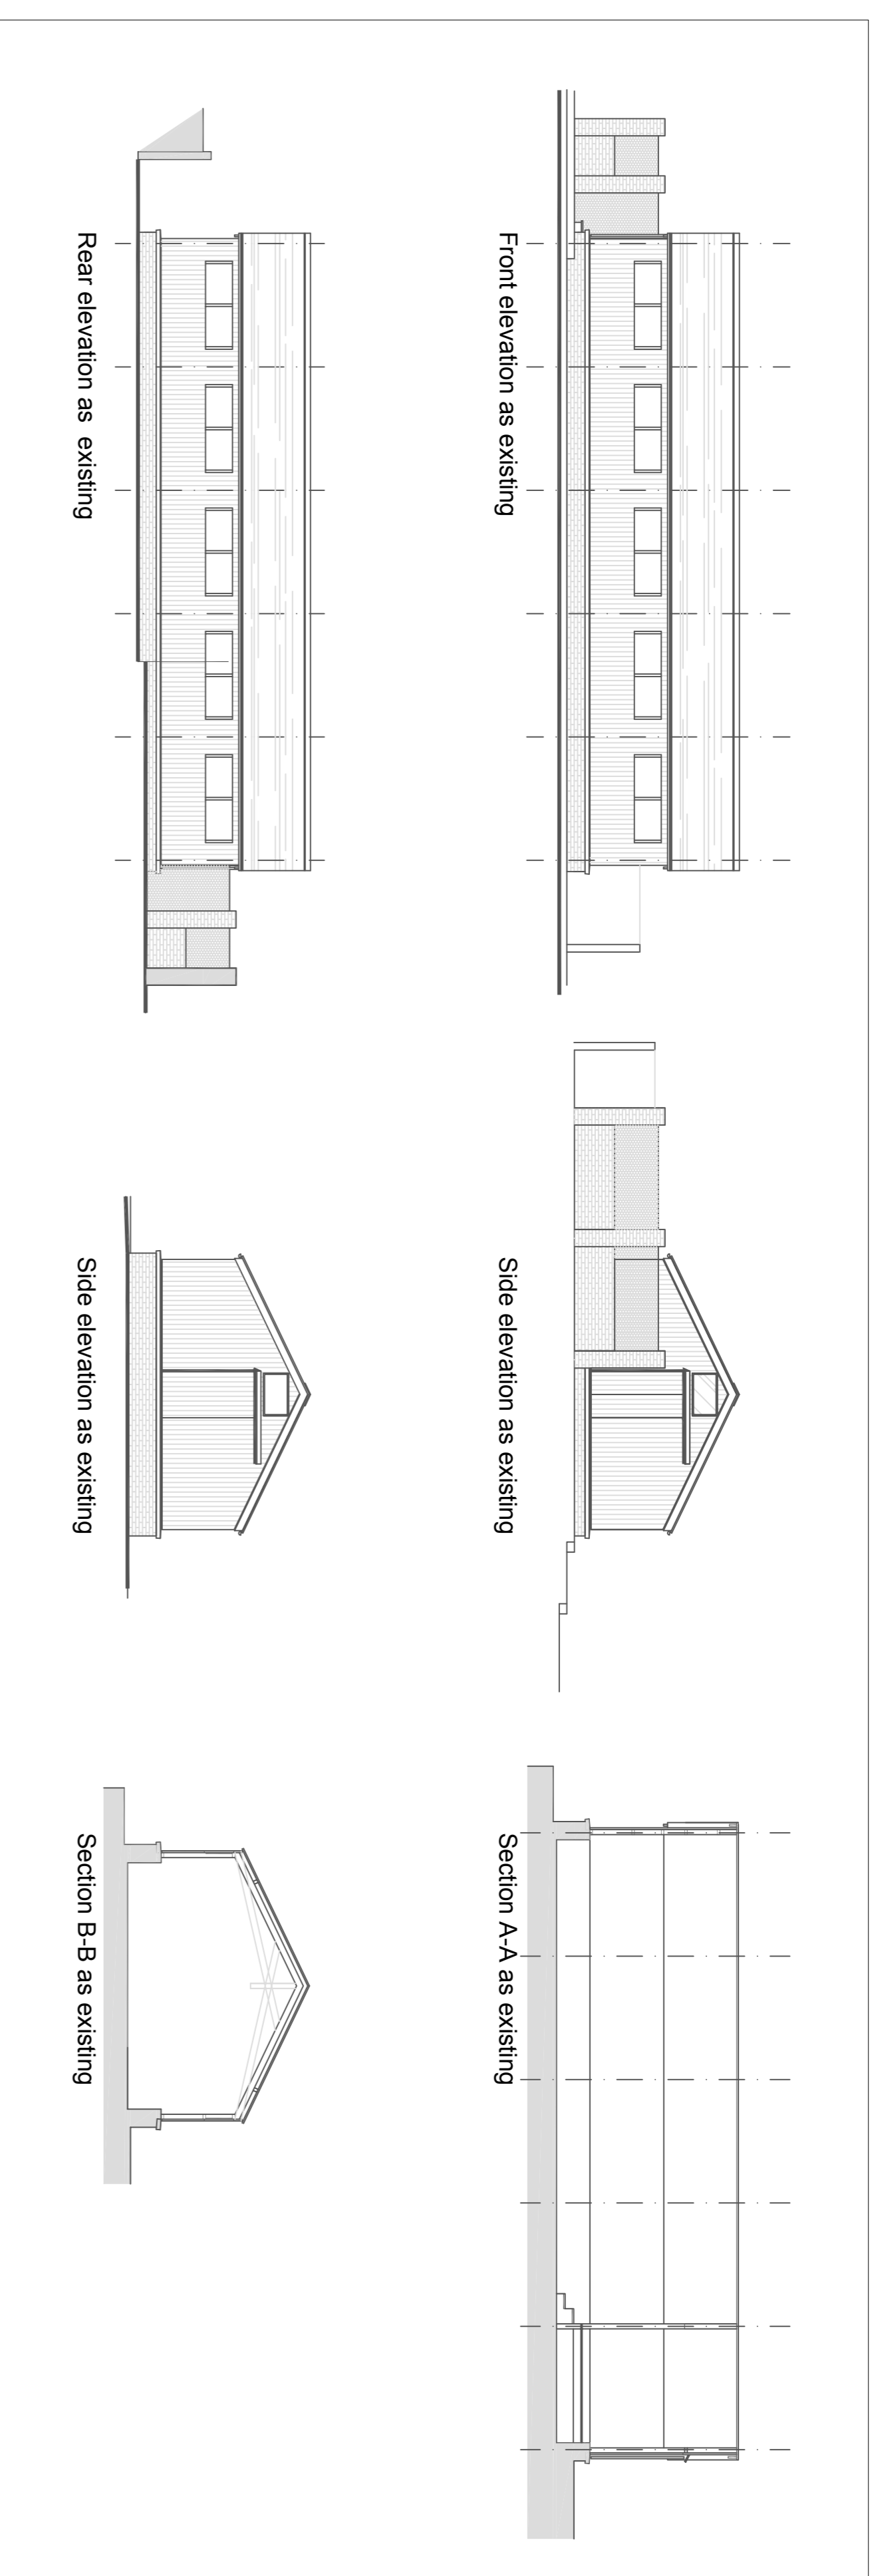 Front elevation as existing
Side elevation as existing
Section A-A as existing
Rear elevation as  existing
Side elevation as existing
Section B-B as existing